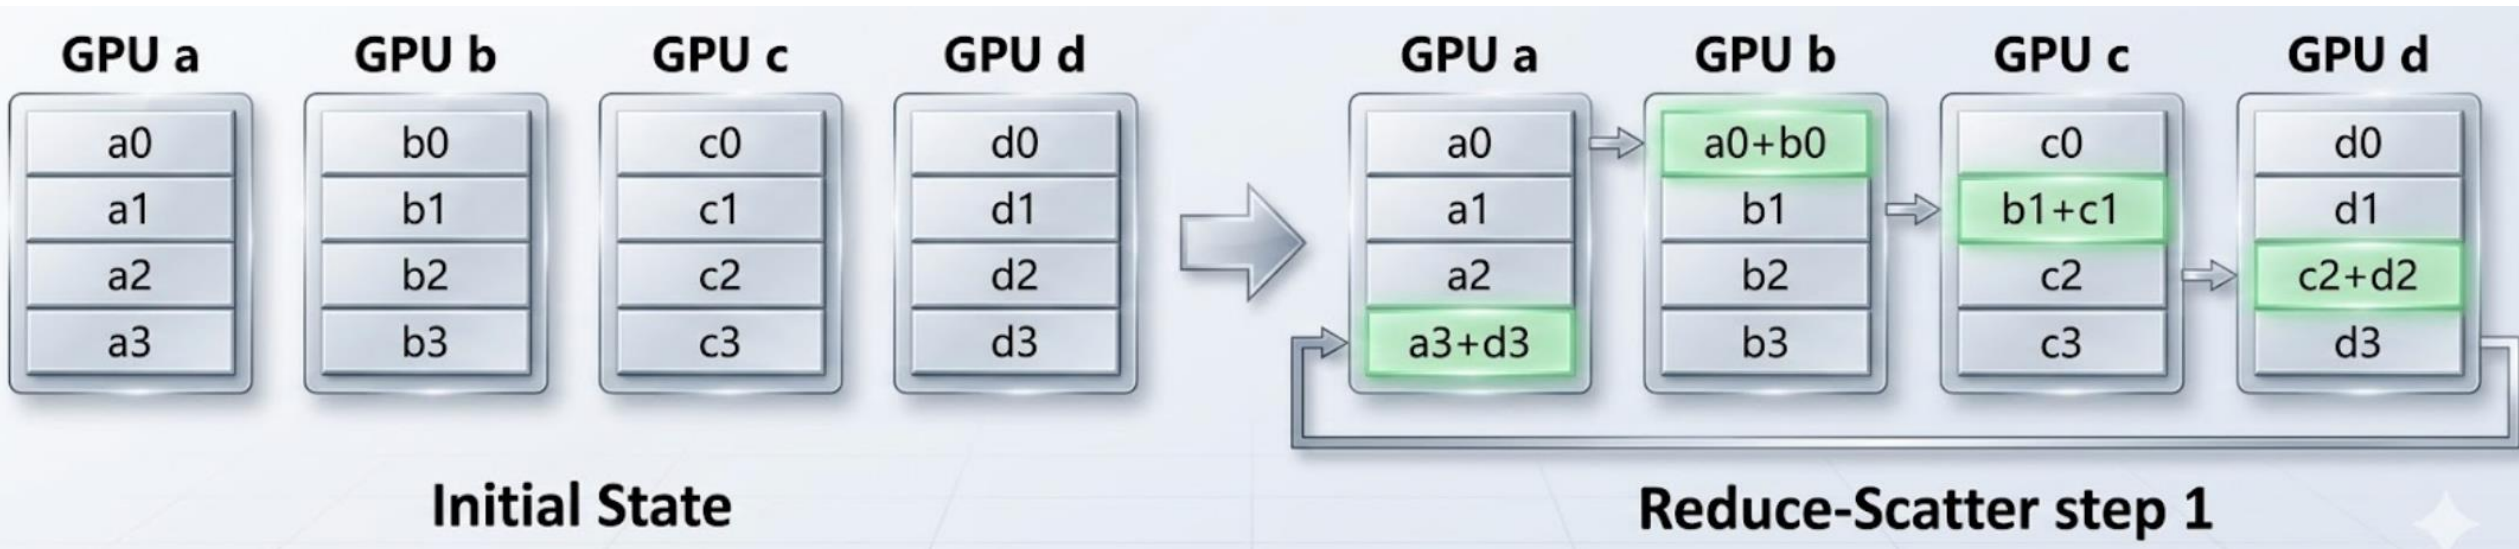 GPU a GPU b GPU c GPU d
a0 b0 c0 d0
a1 b1 c1 d1
a2 b2 c2 d2
a3 b3 c3 d3
Initial State
GPU a GPU b GPU c GPU d
a0 a0+b0 c0 d0
a1 b1 b1+c1 d1
a2 b2 c2 c2+d2
a3+d3 b3 c3 d3
Reduce-Scatter step 1